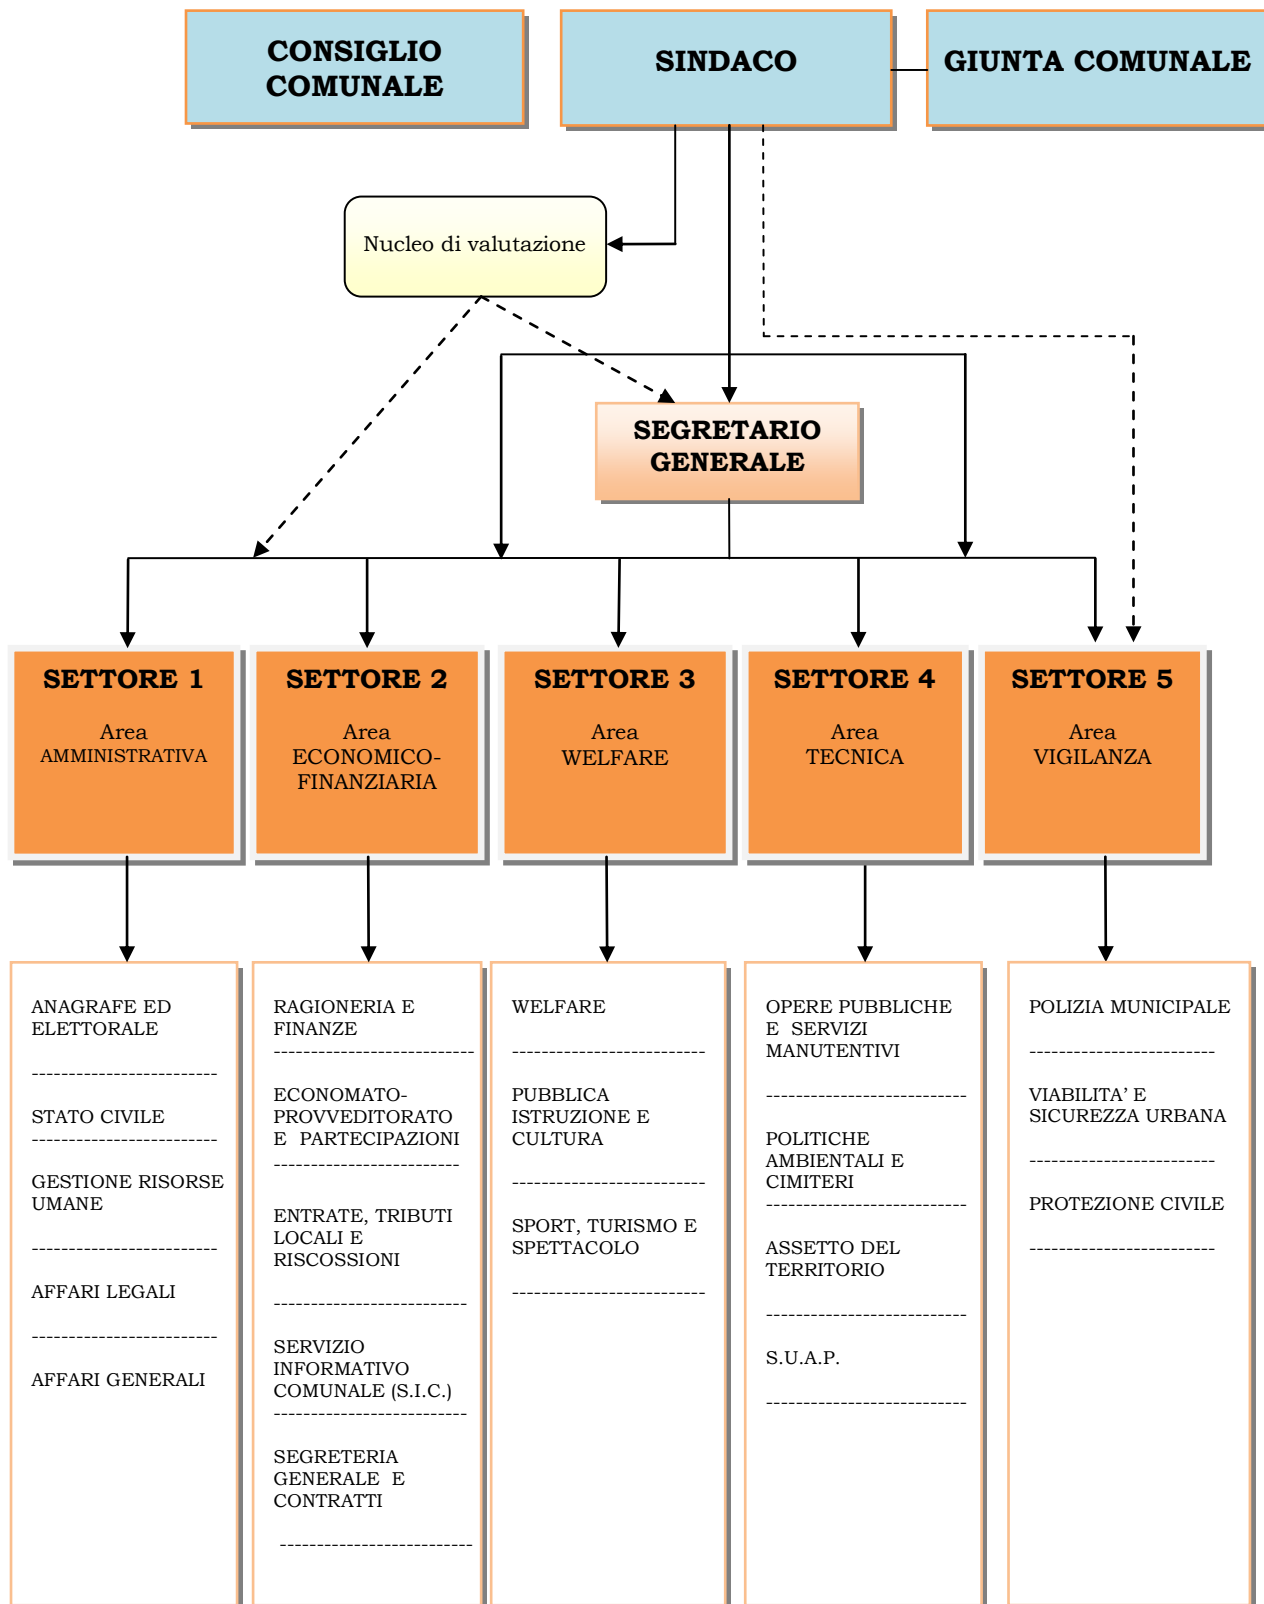 CONSIGLIO
COMUNALE
SINDACO
GIUNTA COMUNALE
Nucleo di valutazione
SEGRETARIO
GENERALE
SETTORE 1
Area
AMMINISTRATIVA
SETTORE 2
Area
ECONOMICO-
FINANZIARIA
SETTORE 3
Area
WELFARE
SETTORE 4
Area
TECNICA
SETTORE 5
Area
VIGILANZA
ANAGRAFE ED
ELETTORALE
-------------------------
STATO CIVILE
-------------------------
GESTIONE RISORSE
UMANE
-------------------------
AFFARI LEGALI
-------------------------
AFFARI GENERALI
RAGIONERIA E
FINANZE
---------------------------
ECONOMATO-
PROVVEDITORATO
E  PARTECIPAZIONI
-------------------------
ENTRATE, TRIBUTI
LOCALI E
RISCOSSIONI
--------------------------
SERVIZIO
INFORMATIVO
COMUNALE (S.I.C.)
--------------------------
SEGRETERIA
GENERALE  E
CONTRATTI
--------------------------
WELFARE
--------------------------
PUBBLICA
ISTRUZIONE E
CULTURA
--------------------------
SPORT, TURISMO E
SPETTACOLO
--------------------------
OPERE PUBBLICHE
E  SERVIZI
MANUTENTIVI
---------------------------
POLITICHE
AMBIENTALI E
CIMITERI
---------------------------
ASSETTO DEL
TERRITORIO
---------------------------
S.U.A.P.
---------------------------
POLIZIA MUNICIPALE
-------------------------
VIABILITA’ E
SICUREZZA URBANA
-------------------------
PROTEZIONE CIVILE
-------------------------